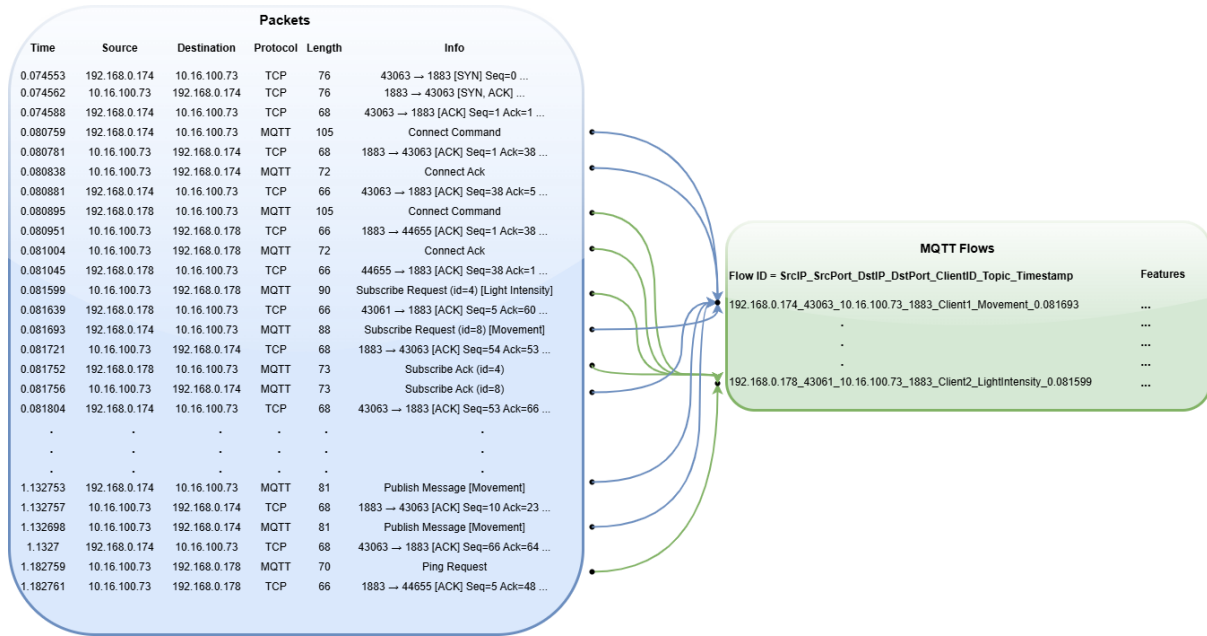 Packets
Time Source Destination Protocol Length Info
0.074553 192.168.0.174 10.16.100.73 TCP 76 43063 → 1883 [SYN] Seq=0 ...
0.074562 10.16.100.73 192.168.0.174 TCP 76 1883 → 43063 [SYN, ACK] ...
0.074588 192.168.0.174 10.16.100.73 TCP 68 43063 → 1883 [ACK] Seq=1 Ack=1 ...
0.080759 192.168.0.174 10.16.100.73 MQTT 105 Connect Command
0.080781 10.16.100.73 192.168.0.174 TCP 68 1883 → 43063 [ACK] Seq=1 Ack=38 ...
0.080838 10.16.100.73 192.168.0.174 MQTT 72 Connect Ack
0.080881 192.168.0.174 10.16.100.73 TCP 66 43063 → 1883 [ACK] Seq=38 Ack=5 ...
0.080895 192.168.0.178 10.16.100.73 MQTT 105 Connect Command
0.080951 10.16.100.73 192.168.0.178 TCP 66 1883 → 44655 [ACK] Seq=1 Ack=38 ...
0.081004 10.16.100.73 192.168.0.178 MQTT 72 Connect Ack
0.081045 192.168.0.178 10.16.100.73 TCP 66 44655 → 1883 [ACK] Seq=38 Ack=1 ...
0.081599 10.16.100.73 192.168.0.178 MQTT 90 Subscribe Request (id=4) [Light Intensity]
0.081639 192.168.0.178 10.16.100.73 TCP 66 43061 → 1883 [ACK] Seq=5 Ack=60 ...
0.081693 192.168.0.174 10.16.100.73 MQTT 88 Subscribe Request (id=8) [Movement]
0.081721 10.16.100.73 192.168.0.174 TCP 68 1883 → 43063 [ACK] Seq=54 Ack=53 ...
0.081752 192.168.0.178 10.16.100.73 MQTT 73 Subscribe Ack (id=4)
0.081756 10.16.100.73 192.168.0.174 MQTT 73 Subscribe Ack (id=8)
0.081804 192.168.0.174 10.16.100.73 TCP 68 43063 → 1883 [ACK] Seq=53 Ack=66 ...
. . . . . .
. . . . . .
. . . . . .
1.132753 192.168.0.174 10.16.100.73 MQTT 81 Publish Message [Movement]
1.132757 10.16.100.73 192.168.0.174 TCP 68 1883 → 43063 [ACK] Seq=10 Ack=23 ...
1.132698 10.16.100.73 192.168.0.174 MQTT 81 Publish Message [Movement]
1.1327 192.168.0.174 10.16.100.73 TCP 68 43063 → 1883 [ACK] Seq=66 Ack=64 ...
1.182759 10.16.100.73 192.168.0.178 MQTT 70 Ping Request
1.182761 10.16.100.73 192.168.0.178 TCP 66 1883 → 44655 [ACK] Seq=5 Ack=48 ...
MQTT Flows
Flow ID = SrcIP_SrcPort_DstIP_DstPort_ClientID_Topic_Timestamp Features
192.168.0.174_43063_10.16.100.73_1883_Client1_Movement_0.081693 ...
. ...
. ...
. ...
192.168.0.178_43061_10.16.100.73_1883_Client2_LightIntensity_0.081599 ...